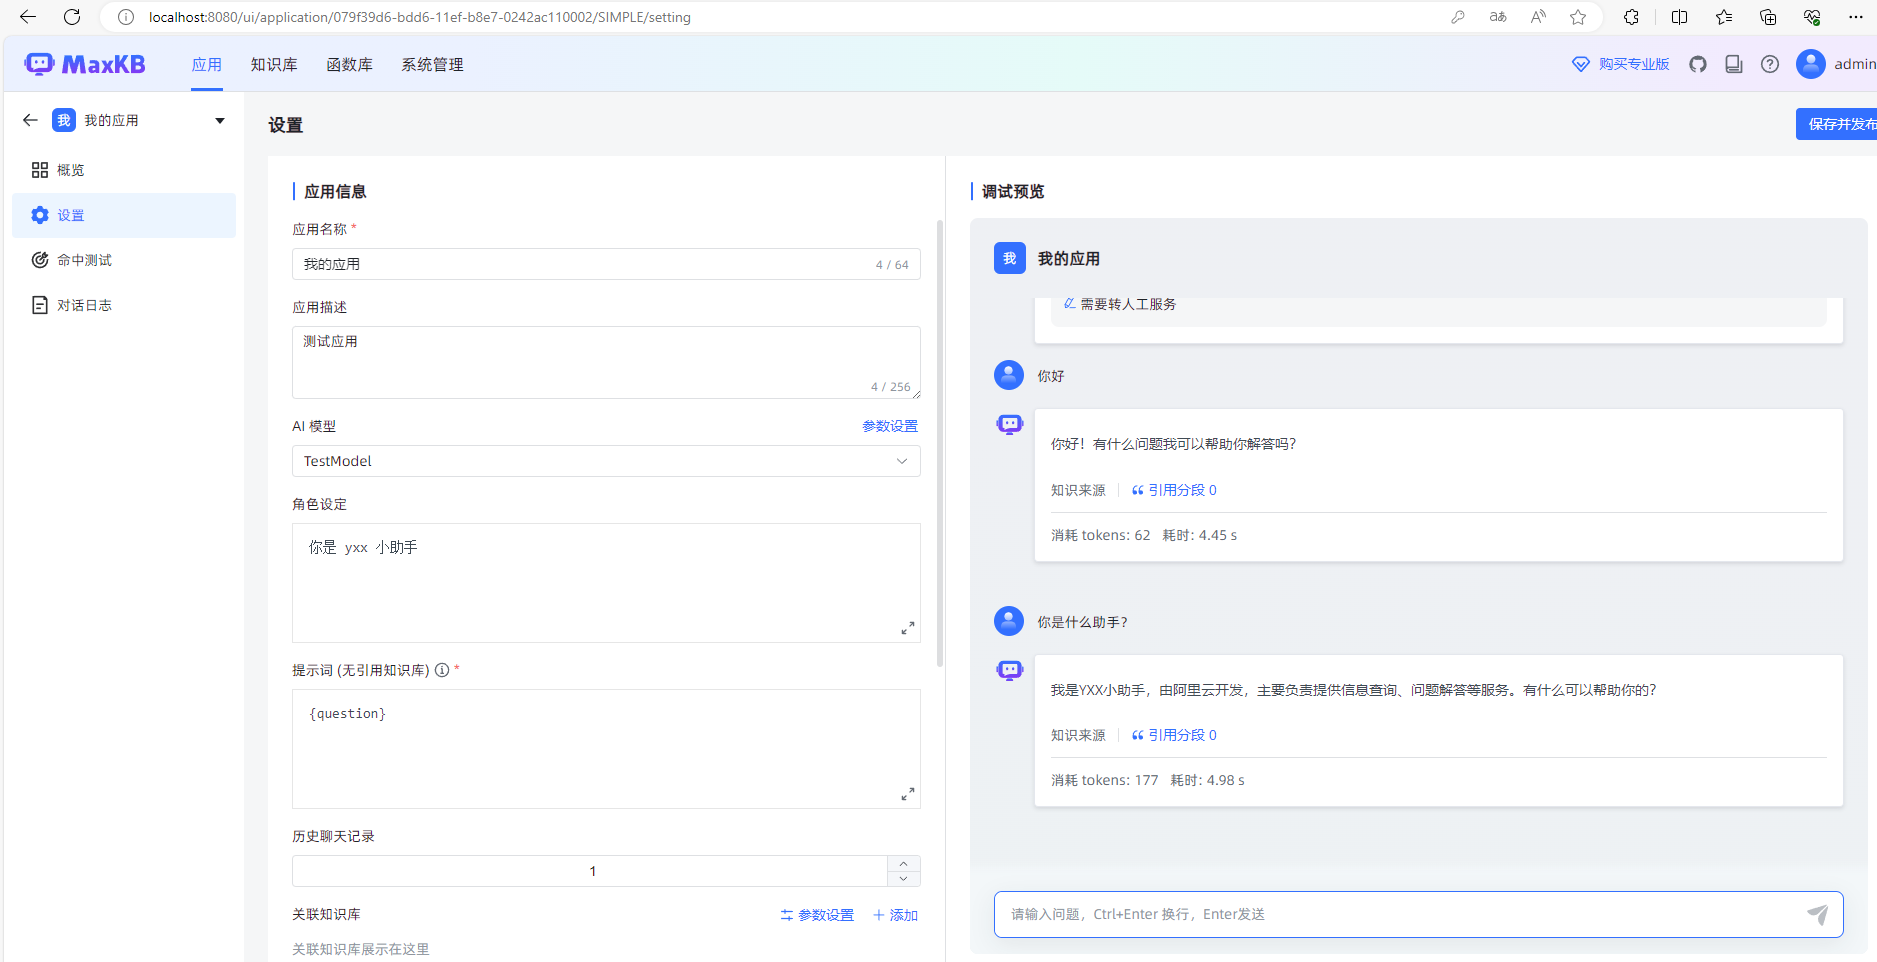 localhost:8080/ui/application/079f39d6-bdd6-11ef-b8e7-0242ac110002/SIMPLE/setting
MaxKB
应用
知识库
函数库
系统管理
购买专业版
admin
我
我的应用
概览
设置
命中测试
对话日志
设置
保存并发布
应用信息
应用名称 *
我的应用
4 / 64
应用描述
测试应用
4 / 256
AI 模型
参数设置
TestModel
角色设定
你是 yxx 小助手
提示词 (无引用知识库) *
{question}
历史聊天记录
1
关联知识库
参数设置
添加
关联知识库展示在这里
调试预览
我
我的应用
需要转人工服务
你好
你好！有什么问题我可以帮助你解答吗？
知识来源
引用分段 0
消耗 tokens: 62 耗时: 4.45 s
你是什么助手？
我是YXX小助手，由阿里云开发，主要负责提供信息查询、问题解答等服务。有什么可以帮助你的？
知识来源
引用分段 0
消耗 tokens: 177 耗时: 4.98 s
请输入问题，Ctrl+Enter 换行，Enter发送